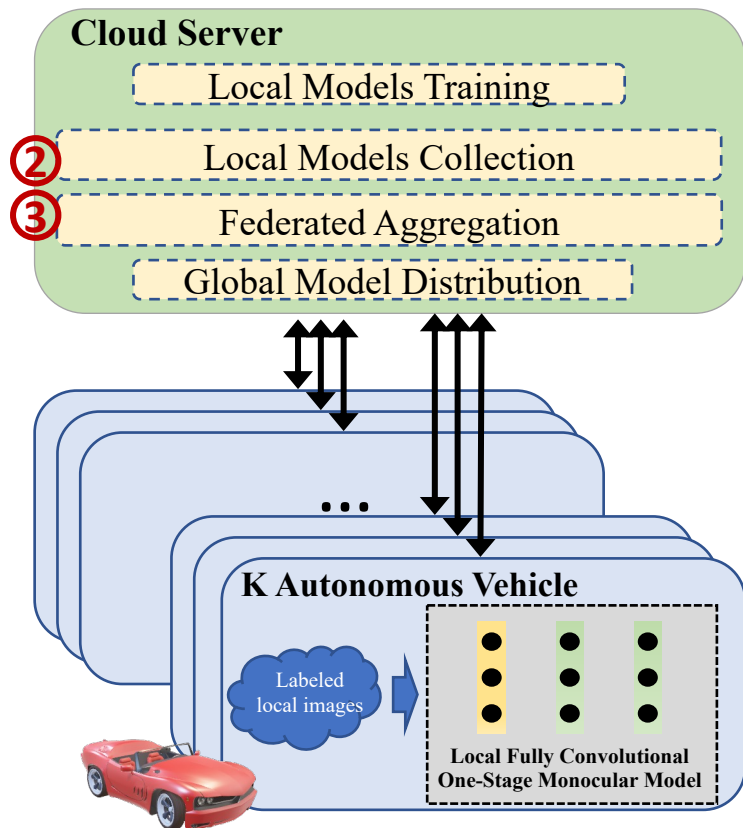 Cloud Server
Local Models Training
② Local Models Collection
③ Federated Aggregation
Global Model Distribution
...
K Autonomous Vehicle
Labeled
local images
Local Fully Convolutional
One-Stage Monocular Model